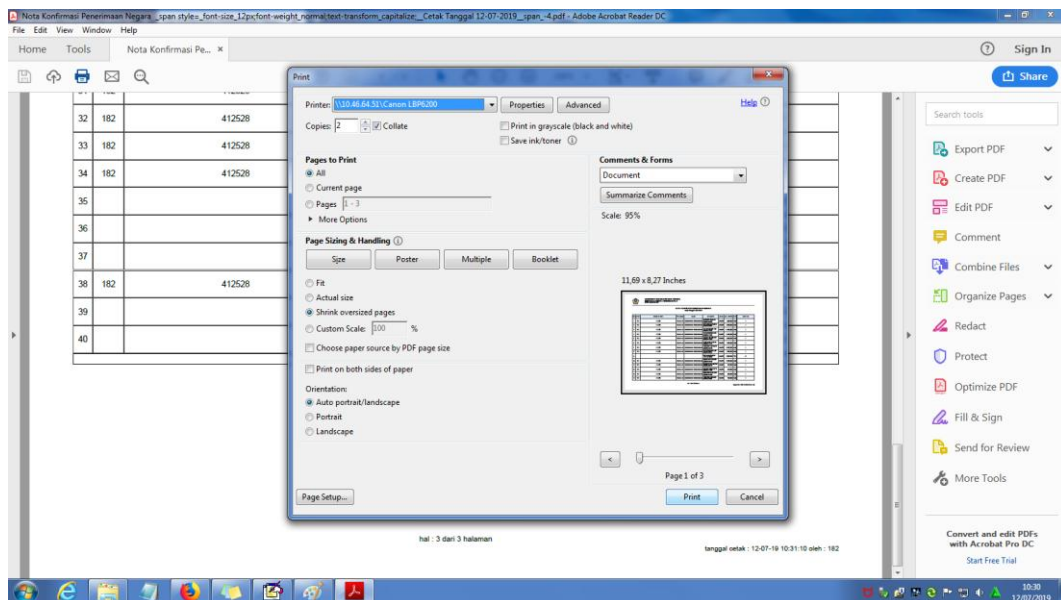 Nota Konfirmasi Penerimaan Negara _span style=_font-size_12px;font-weight_normal;text-transform_capitalize;__Cetak Tanggal 12-07-2019__span_-4.pdf - Adobe Acrobat Reader DC
File Edit View Window Help
Home Tools Nota Konfirmasi Pe... × Sign In
Share
32 182 412528
33 182 412528
34 182 412528
35
36
37
38 182 412528
39
40
hal : 3 dari 3 halaman
tanggal cetak : 12-07-19 10:31:10 oleh : 182
Print
Printer: \\10.46.64.51\Canon LBP6200 Properties Advanced Help
Copies: 2 Collate Print in grayscale (black and white)
Save ink/toner
Pages to Print
All
Current page
Pages 1 - 3
More Options
Page Sizing & Handling
Size Poster Multiple Booklet
Fit
Actual size
Shrink oversized pages
Custom Scale: 100 %
Choose paper source by PDF page size
Print on both sides of paper
Orientation:
Auto portrait/landscape
Portrait
Landscape
Comments & Forms
Document
Summarize Comments
Scale: 95%
11,69 x 8,27 Inches
< >
Page 1 of 3
Page Setup... Print Cancel
Search tools
Export PDF
Create PDF
Edit PDF
Comment
Combine Files
Organize Pages
Redact
Protect
Optimize PDF
Fill & Sign
Send for Review
More Tools
Convert and edit PDFs
with Acrobat Pro DC
Start Free Trial
10:30
12/07/2019